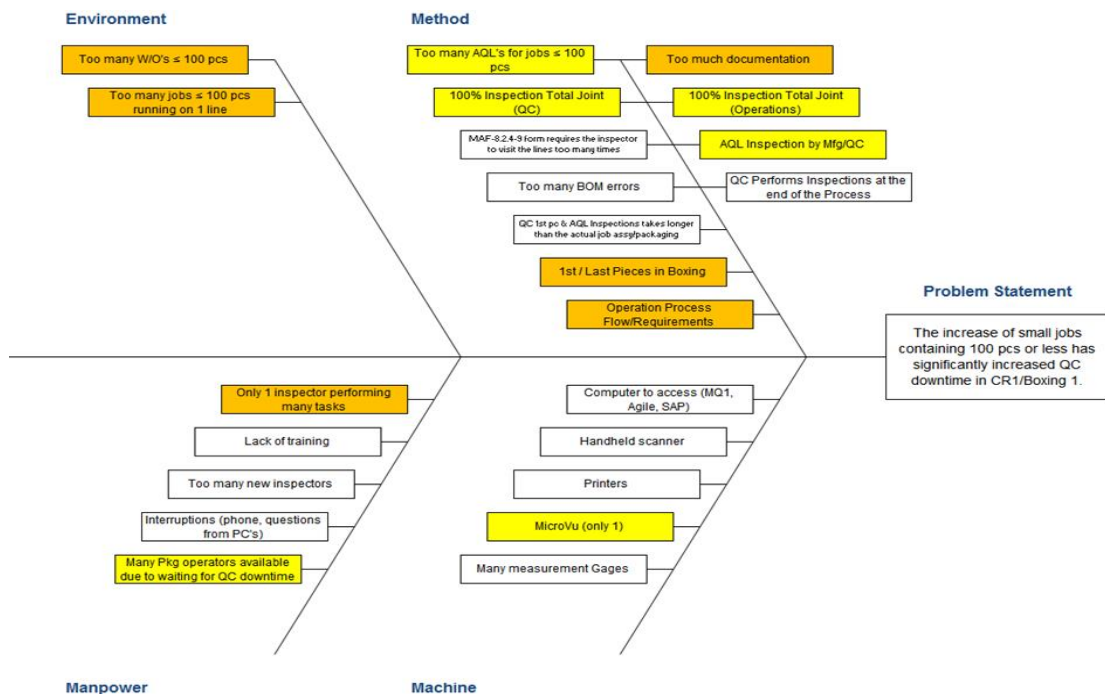 Environment
Method
Too many W/O's ≤ 100 pcs
Too many jobs ≤ 100 pcs
running on 1 line
Too many AQL's for jobs ≤ 100
pcs
Too much documentation
100% Inspection Total Joint
(QC)
100% Inspection Total Joint
(Operations)
MAF-8.2.4-9 form requires the inspector
to visit the lines too many times
AQL Inspection by Mfg/QC
Too many BOM errors
QC Performs Inspections at the
end of the Process
QC 1st pc & AQL Inspections takes longer
than the actual job assy/packaging
1st / Last Pieces in Boxing
Operation Process
Flow/Requirements
Problem Statement
The increase of small jobs
containing 100 pcs or less has
significantly increased QC
downtime in CR1/Boxing 1.
Only 1 inspector performing
many tasks
Lack of training
Too many new inspectors
Interruptions (phone, questions
from PC's)
Many Pkg operators available
due to waiting for QC downtime
Computer to access (MQ1,
Agile, SAP)
Handheld scanner
Printers
MicroVu (only 1)
Many measurement Gages
Manpower
Machine